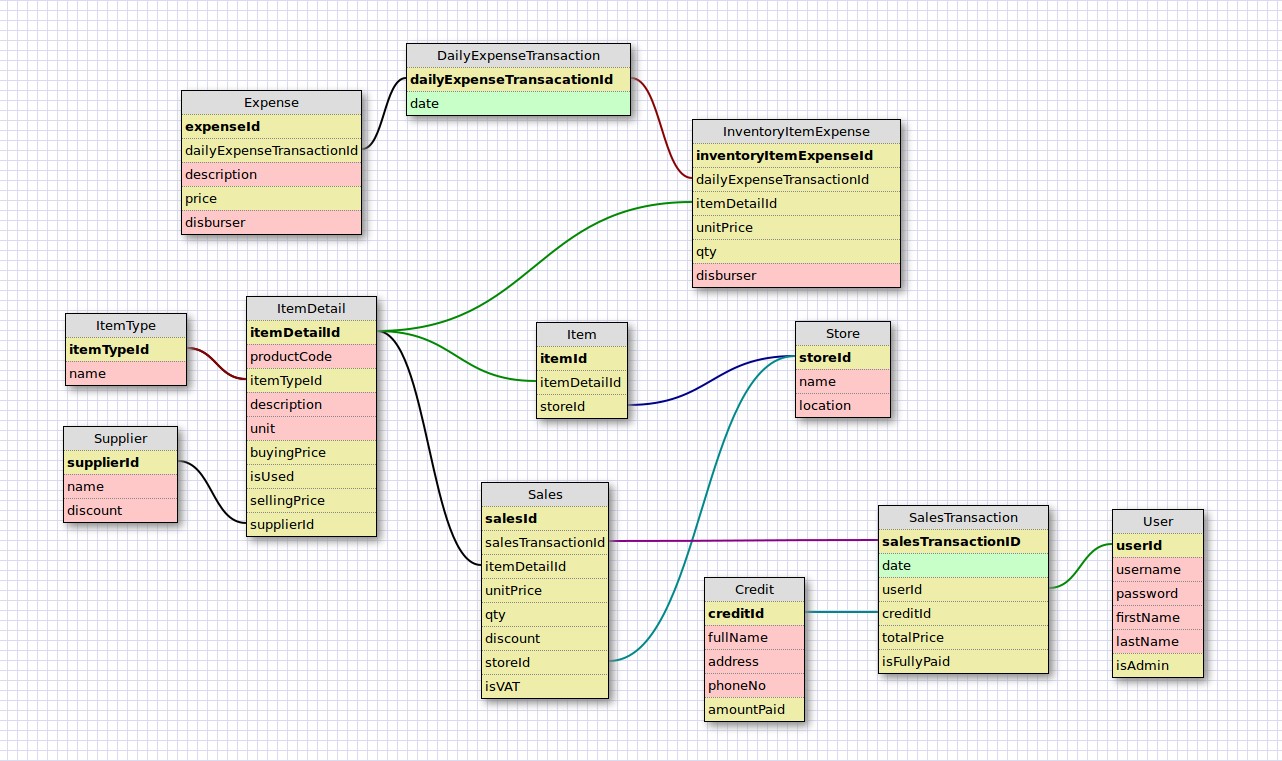 DailyExpenseTransaction
dailyExpenseTransacationId
date
Expense
expenseId
dailyExpenseTransactionId
description
price
disburser
InventoryItemExpense
inventoryItemExpenseId
dailyExpenseTransactionId
itemDetailId
unitPrice
qty
disburser
ItemType
itemTypeId
name
ItemDetail
itemDetailId
productCode
itemTypeId
description
unit
buyingPrice
isUsed
sellingPrice
supplierId
Item
itemId
itemDetailId
storeId
Store
storeId
name
location
Supplier
supplierId
name
discount
Sales
salesId
salesTransactionId
itemDetailId
unitPrice
qty
discount
storeId
isVAT
Credit
creditId
fullName
address
phoneNo
amountPaid
SalesTransaction
salesTransactionID
date
userId
creditId
totalPrice
isFullyPaid
User
userId
username
password
firstName
lastName
isAdmin